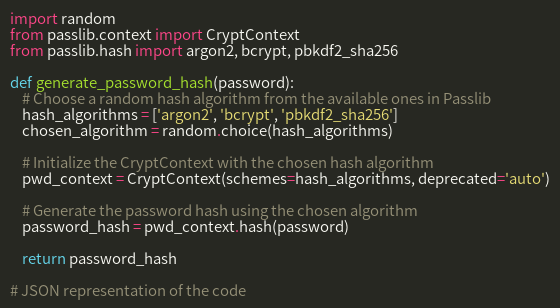 import random
from passlib.context import CryptContext
from passlib.hash import argon2, bcrypt, pbkdf2_sha256
def generate_password_hash(password):
# Choose a random hash algorithm from the available ones in Passlib
hash_algorithms = ['argon2', 'bcrypt', 'pbkdf2_sha256']
chosen_algorithm = random.choice(hash_algorithms)
# Initialize the CryptContext with the chosen hash algorithm
pwd_context = CryptContext(schemes=hash_algorithms, deprecated='auto')
# Generate the password hash using the chosen algorithm
password_hash = pwd_context.hash(password)
return password_hash
# JSON representation of the code